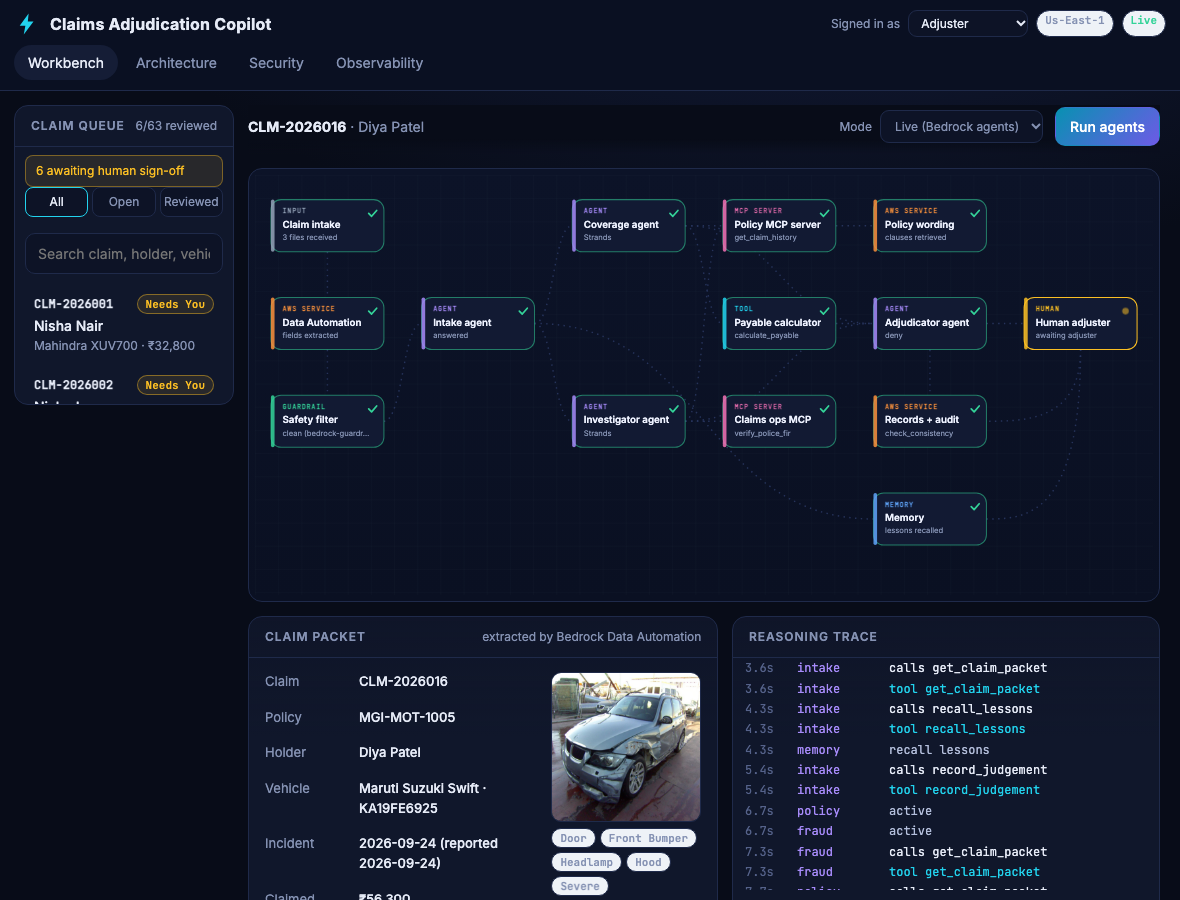 Claims Adjudication Copilot
Signed in as
Adjuster
Us-East-1
Live
Workbench
Architecture
Security
Observability
CLAIM QUEUE
6/63 reviewed
6 awaiting human sign-off
All
Open
Reviewed
Search claim, holder, vehi
CLM-2026001
Needs You
Nisha Nair
Mahindra XUV700 · ₹32,800
CLM-2026002
Needs You
CLM-2026016 · Diya Patel
Mode
Live (Bedrock agents)
Run agents
INPUT
Claim intake
3 files received
AGENT
Coverage agent
Strands
MCP SERVER
Policy MCP server
get_claim_history
AWS SERVICE
Policy wording
clauses retrieved
AWS SERVICE
Data Automation
fields extracted
AGENT
Intake agent
answered
TOOL
Payable calculator
calculate_payable
AGENT
Adjudicator agent
deny
HUMAN
Human adjuster
awaiting adjuster
GUARDRAIL
Safety filter
clean (bedrock-guardr...
AGENT
Investigator agent
Strands
MCP SERVER
Claims ops MCP
verify_police_fir
AWS SERVICE
Records + audit
check_consistency
MEMORY
Memory
lessons recalled
CLAIM PACKET
extracted by Bedrock Data Automation
Claim
CLM-2026016
Policy
MGI-MOT-1005
Holder
Diya Patel
Vehicle
Maruti Suzuki Swift ·
KA19FE6925
Incident
2026-09-24 (reported
2026-09-24)
Claimed
₹56,300
Door
Front Bumper
Headlamp
Hood
Severe
REASONING TRACE
3.6s intake calls get_claim_packet
3.6s intake tool get_claim_packet
4.3s intake calls recall_lessons
4.3s intake tool recall_lessons
4.3s memory recall lessons
5.4s intake calls record_judgement
5.4s intake tool record_judgement
6.7s policy active
6.7s fraud active
7.3s fraud calls get_claim_packet
7.3s fraud tool get_claim_packet